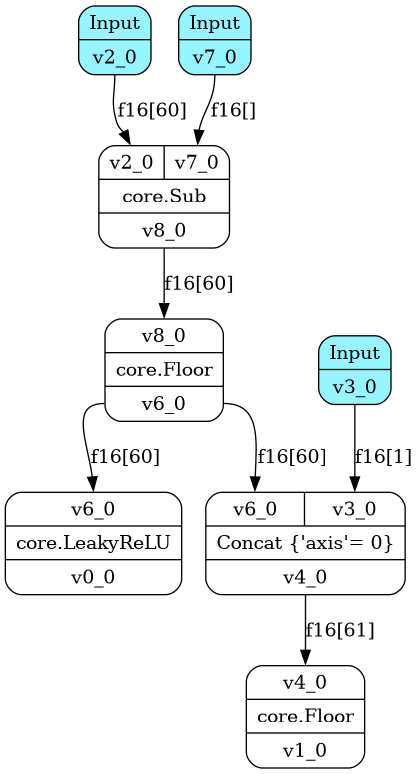 Input
v2_0
Input
v7_0
f16[60]
f16[]
v2_0 v7_0
core.Sub
v8_0
f16[60]
v8_0
core.Floor
v6_0
Input
v3_0
f16[60]
f16[60]
f16[1]
v6_0
core.LeakyReLU
v0_0
v6_0 v3_0
Concat {'axis'= 0}
v4_0
f16[61]
v4_0
core.Floor
v1_0